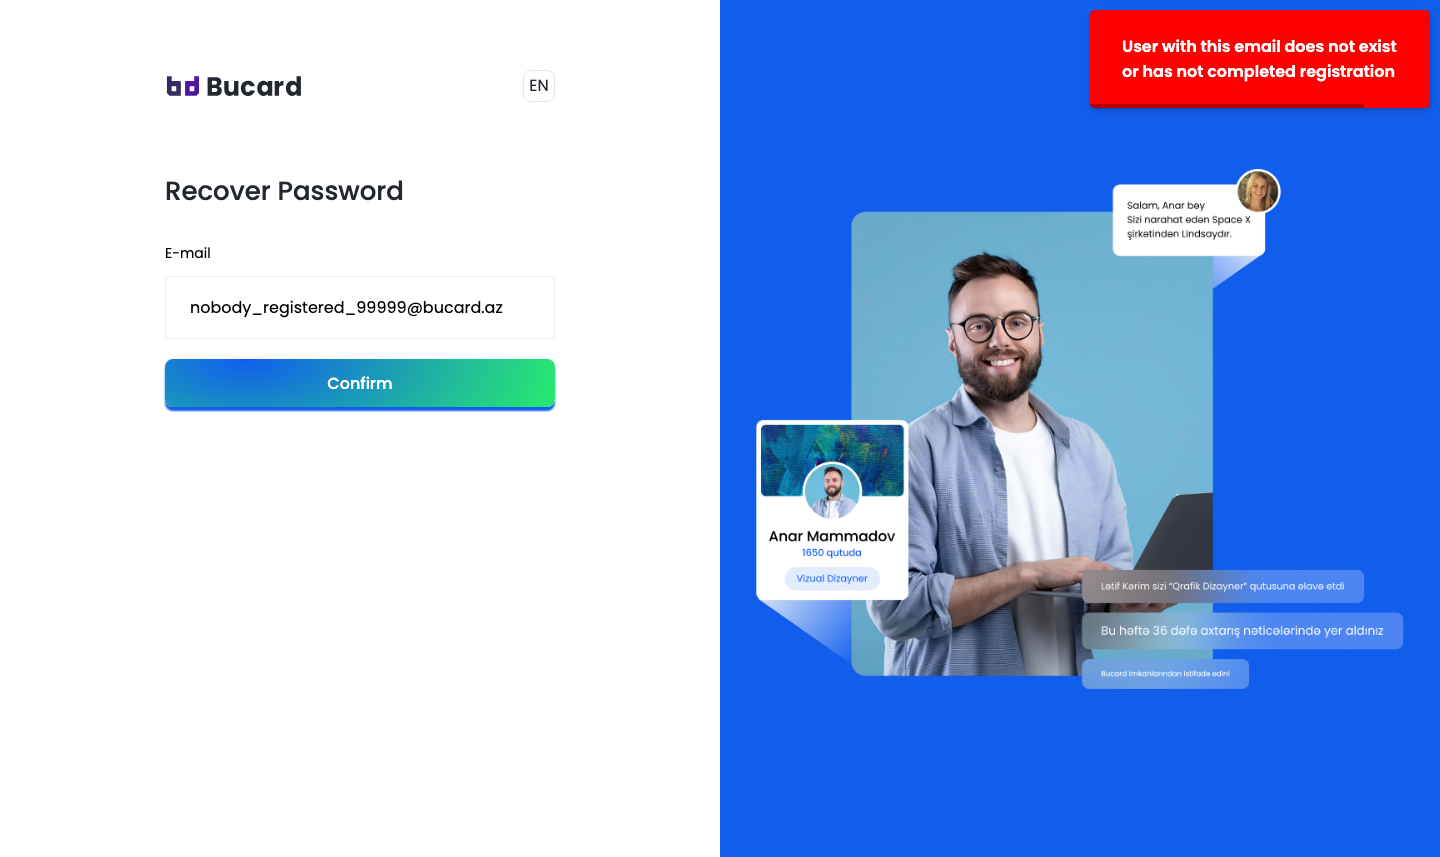 Bucard
EN
Recover Password
E-mail
nobody_registered_99999@bucard.az
Confirm
User with this email does not exist
or has not completed registration
Salam, Anar bəy
Sizi narahat edən Space X
şirkətindən Lindsaydır.
Anar Mammadov
1650 qutuda
Vizual Dizayner
Lətif Kərim sizi “Qrafik Dizayner” qutusuna əlavə etdi
Bu həftə 36 dəfə axtarış nəticələrində yer aldınız
Bucard imkanlarından istifadə edin!